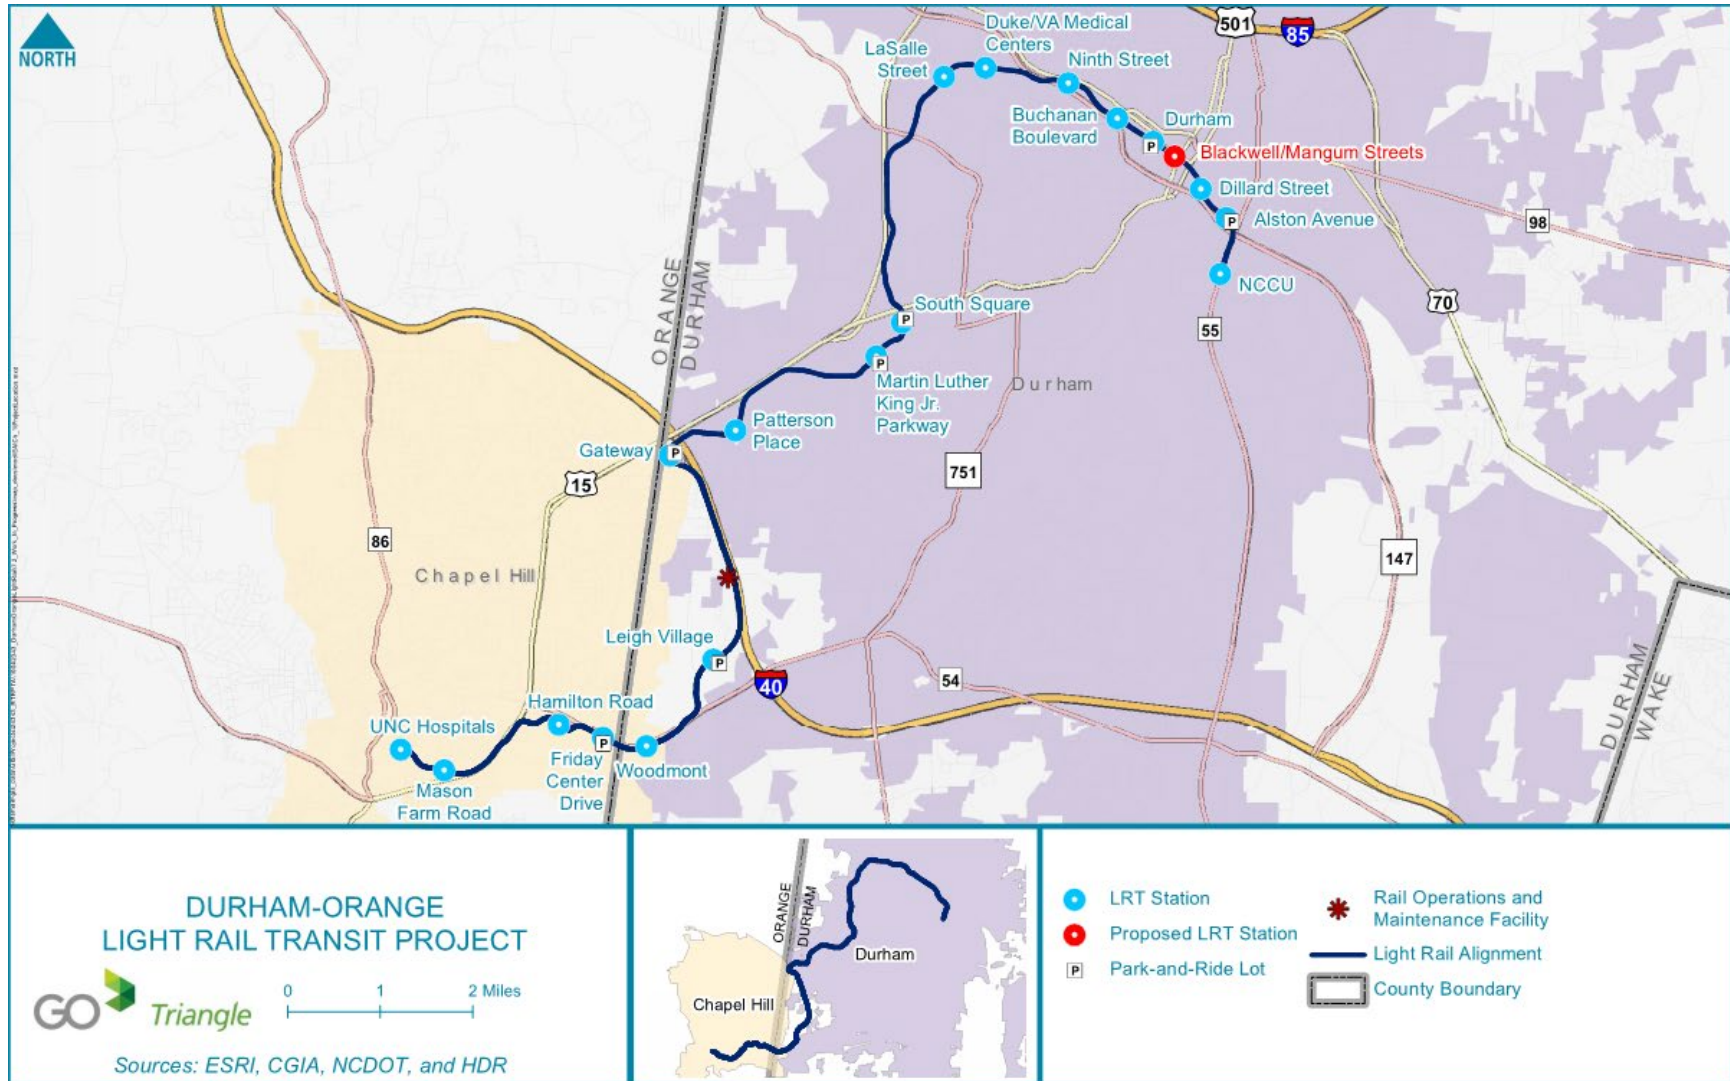 NORTH
501
85
Duke/VA Medical
Centers
LaSalle
Street
Ninth Street
Buchanan
Boulevard
Durham
P
Blackwell/Mangum Streets
Dillard Street
P
Alston Avenue
98
NCCU
ORANGE
DURHAM
South Square
P
70
55
P
Martin Luther
King Jr.
Parkway
Durham
Patterson
Place
Gateway
P
15
751
86
147
Chapel Hill
Leigh Village
P
40
54
DURHAM
WAKE
Hamilton Road
UNC Hospitals
P
Friday
Center
Drive
Woodmont
Mason
Farm Road
DURHAM-ORANGE
LIGHT RAIL TRANSIT PROJECT
GO Triangle
0 1 2 Miles
Sources: ESRI, CGIA, NCDOT, and HDR
ORANGE
DURHAM
Durham
Chapel Hill
LRT Station
Proposed LRT Station
P Park-and-Ride Lot
Rail Operations and
Maintenance Facility
Light Rail Alignment
County Boundary